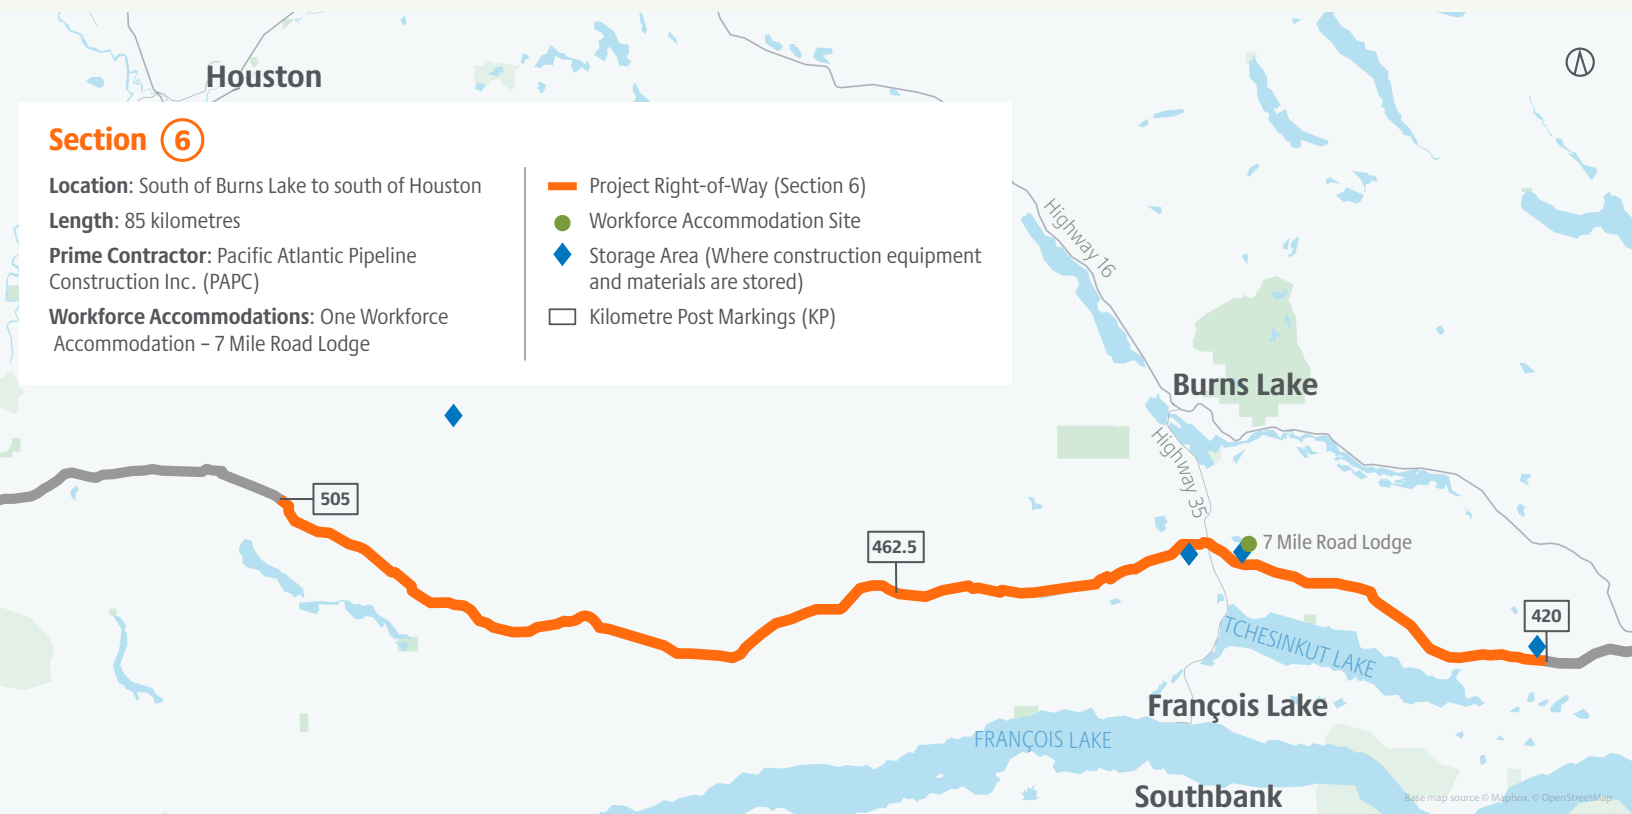 Houston
Section 6
Location: South of Burns Lake to south of Houston
Length: 85 kilometres
Prime Contractor: Pacific Atlantic Pipeline
Construction Inc. (PAPC)
Workforce Accommodations: One Workforce
Accommodation – 7 Mile Road Lodge
Project Right-of-Way (Section 6)
Workforce Accommodation Site
Storage Area (Where construction equipment
and materials are stored)
Kilometre Post Markings (KP)
Highway 16
Burns Lake
Highway 35
505
462.5
7 Mile Road Lodge
420
TCHESINKUT LAKE
François Lake
FRANÇOIS LAKE
Southbank
Base map source © Mapbox, © OpenStreetMap